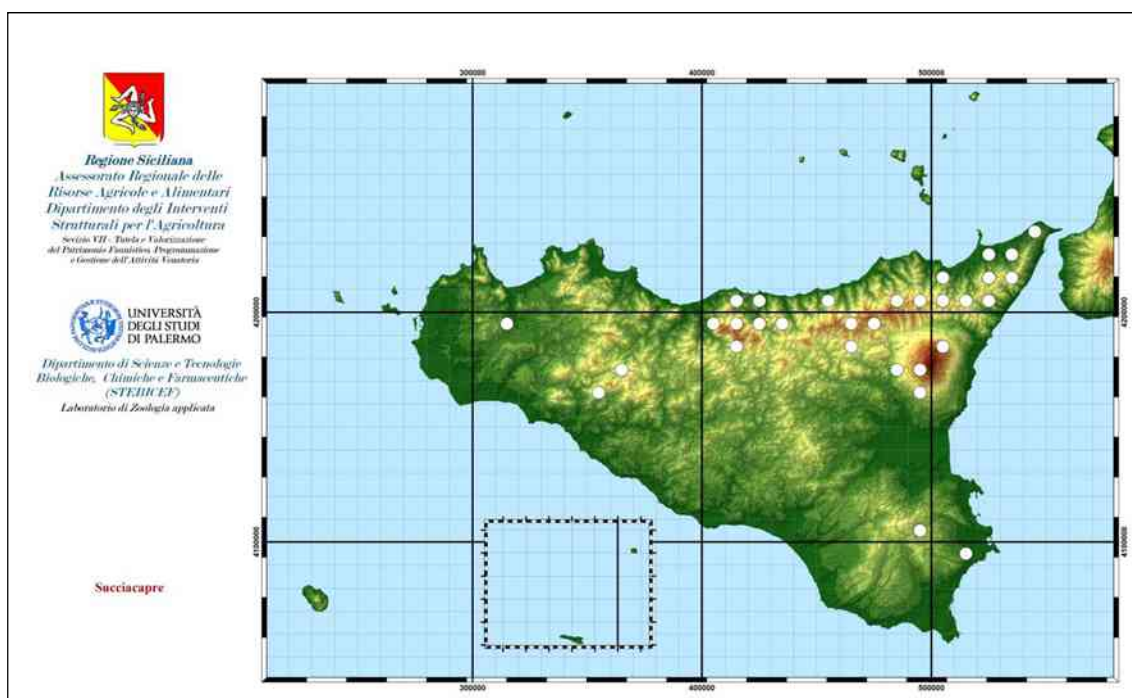 Regione Siciliana
Assessorato Regionale delle
Risorse Agricole e Alimentari
Dipartimento degli Interventi
Strutturali per l'Agricoltura
Servizio VII - Tutela e Valorizzazione
del Patrimonio Faunistico, Programmazione
e Gestione dell'Attività Venatoria
UNIVERSITÀ
DEGLI STUDI
DI PALERMO
Dipartimento di Scienze e Tecnologie
Biologiche, Chimiche e Farmaceutiche
(STEBICEF)
Laboratorio di Zoologia applicata
Succiacapre
300000 400000 500000
4200000 4200000
4100000 4100000
300000 400000 500000